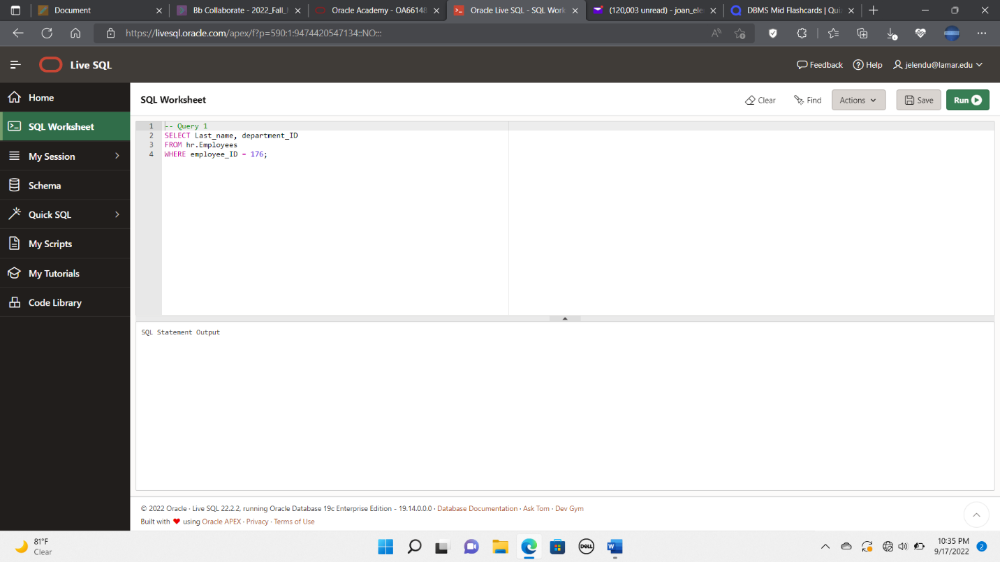 Document
Bb Collaborate - 2022_Fall_
Oracle Academy - OA66148
Oracle Live SQL - SQL Work
(120,003 unread) - joan_ele
DBMS Mid Flashcards | Qui
https://livesql.oracle.com/apex/f?p=590:1:9474420547134::NO:::
Live SQL
Feedback
Help
jelendu@lamar.edu
Home
SQL Worksheet
My Session
Schema
Quick SQL
My Scripts
My Tutorials
Code Library
SQL Worksheet
Clear
Find
Actions
Save
Run
1 -- Query 1
2 SELECT Last_name, department_ID
3 FROM hr.Employees
4 WHERE employee_ID = 176;
SQL Statement Output
© 2022 Oracle · Live SQL 22.2.2, running Oracle Database 19c Enterprise Edition - 19.14.0.0.0 · Database Documentation · Ask Tom · Dev Gym
Built with ❤ using Oracle APEX · Privacy · Terms of Use
81°F
Clear
DELL
10:35 PM
9/17/2022
2